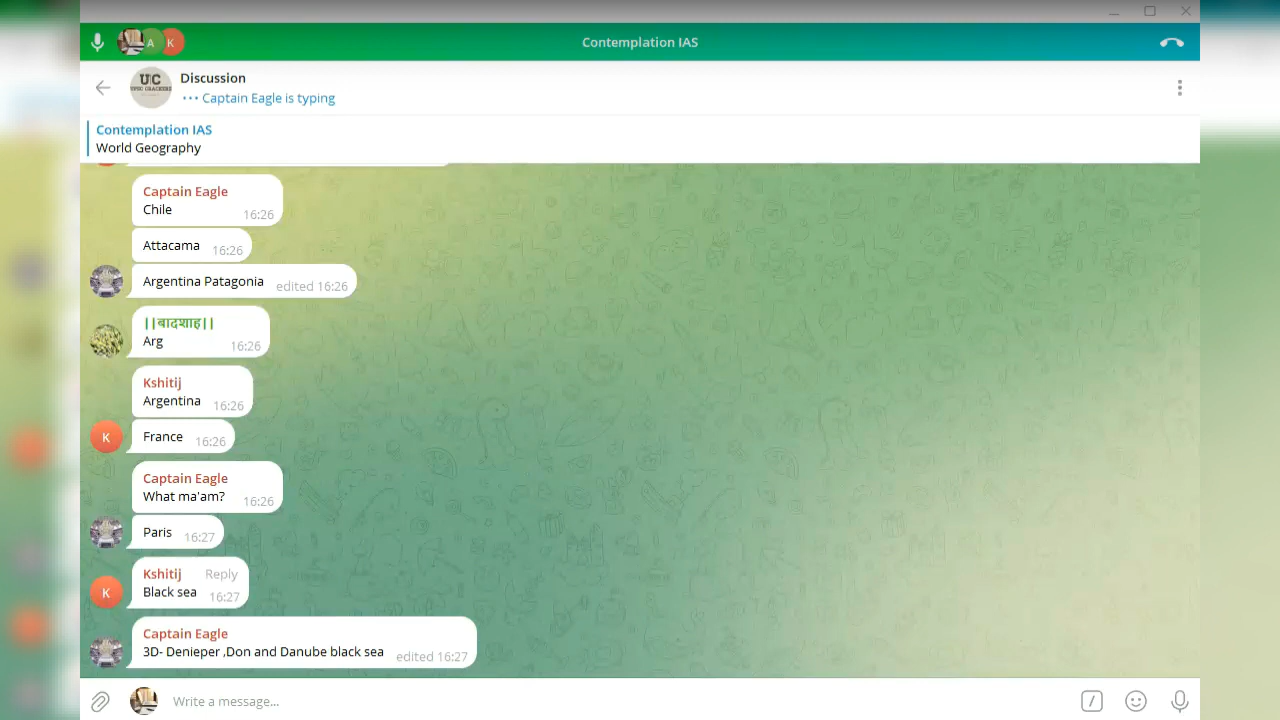 A K
Contemplation IAS
UC
UPSC CRACKERS
Discussion
Captain Eagle is typing
Contemplation IAS
World Geography
Captain Eagle
Chile 16:26
Attacama 16:26
Argentina Patagonia edited 16:26
||बादशाह||
Arg 16:26
Kshitij
Argentina 16:26
K France 16:26
Captain Eagle
What ma'am? 16:26
Paris 16:27
Kshitij Reply
K Black sea 16:27
Captain Eagle
3D- Denieper ,Don and Danube black sea edited 16:27
Write a message...